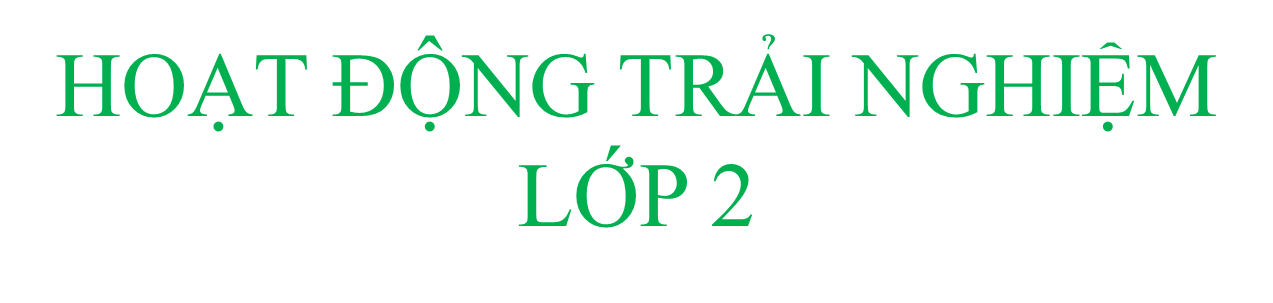 HOẠT ĐỘNG TRẢI NGHIỆM
LỚP 2